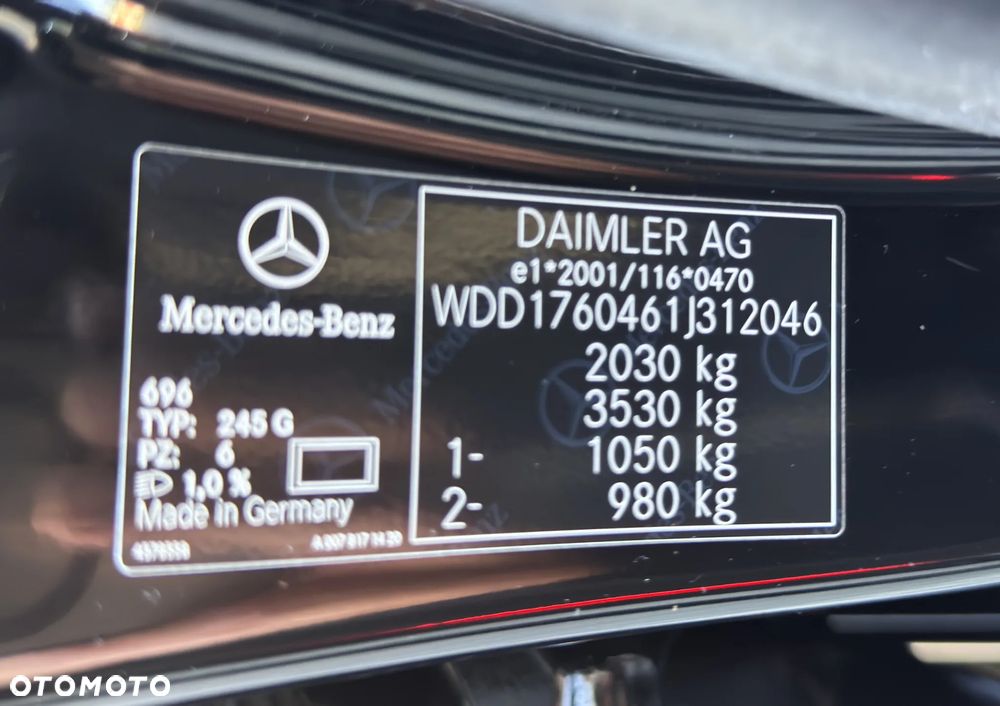 Mercedes-Benz
696
TYP: 245 G
PZ: 6
1,0 %
Made in Germany
DAIMLER AG
e1*2001/116*0470
WDD1760461J312046
2030 kg
3530 kg
1- 1050 kg
2- 980 kg
OTOMOTO